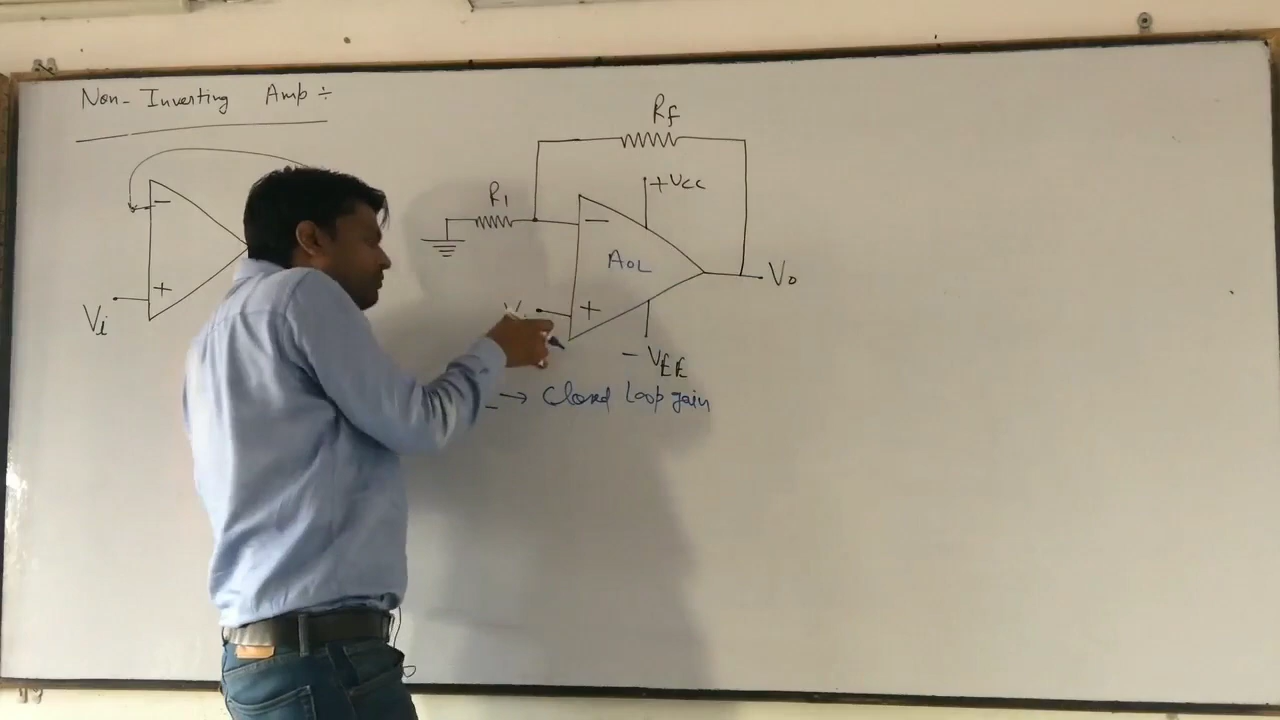 Non-Inverting Amp ÷
Rf
+Vcc
R1
-
-
AOL
Vo
+
+
Vi
V
- VEE
→ Closed Loop gain